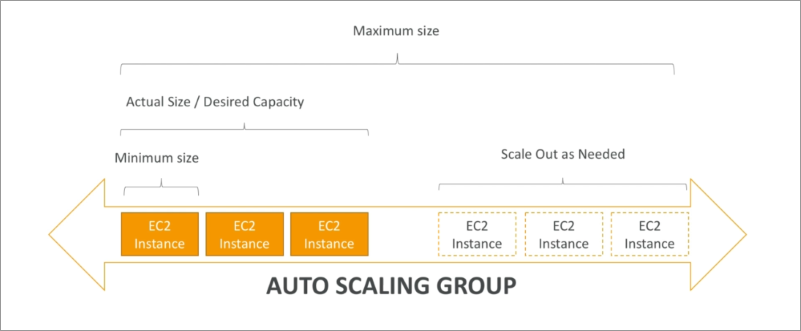 Maximum size
Actual Size / Desired Capacity
Minimum size
Scale Out as Needed
EC2
Instance
EC2
Instance
EC2
Instance
EC2
Instance
EC2
Instance
EC2
Instance
AUTO SCALING GROUP